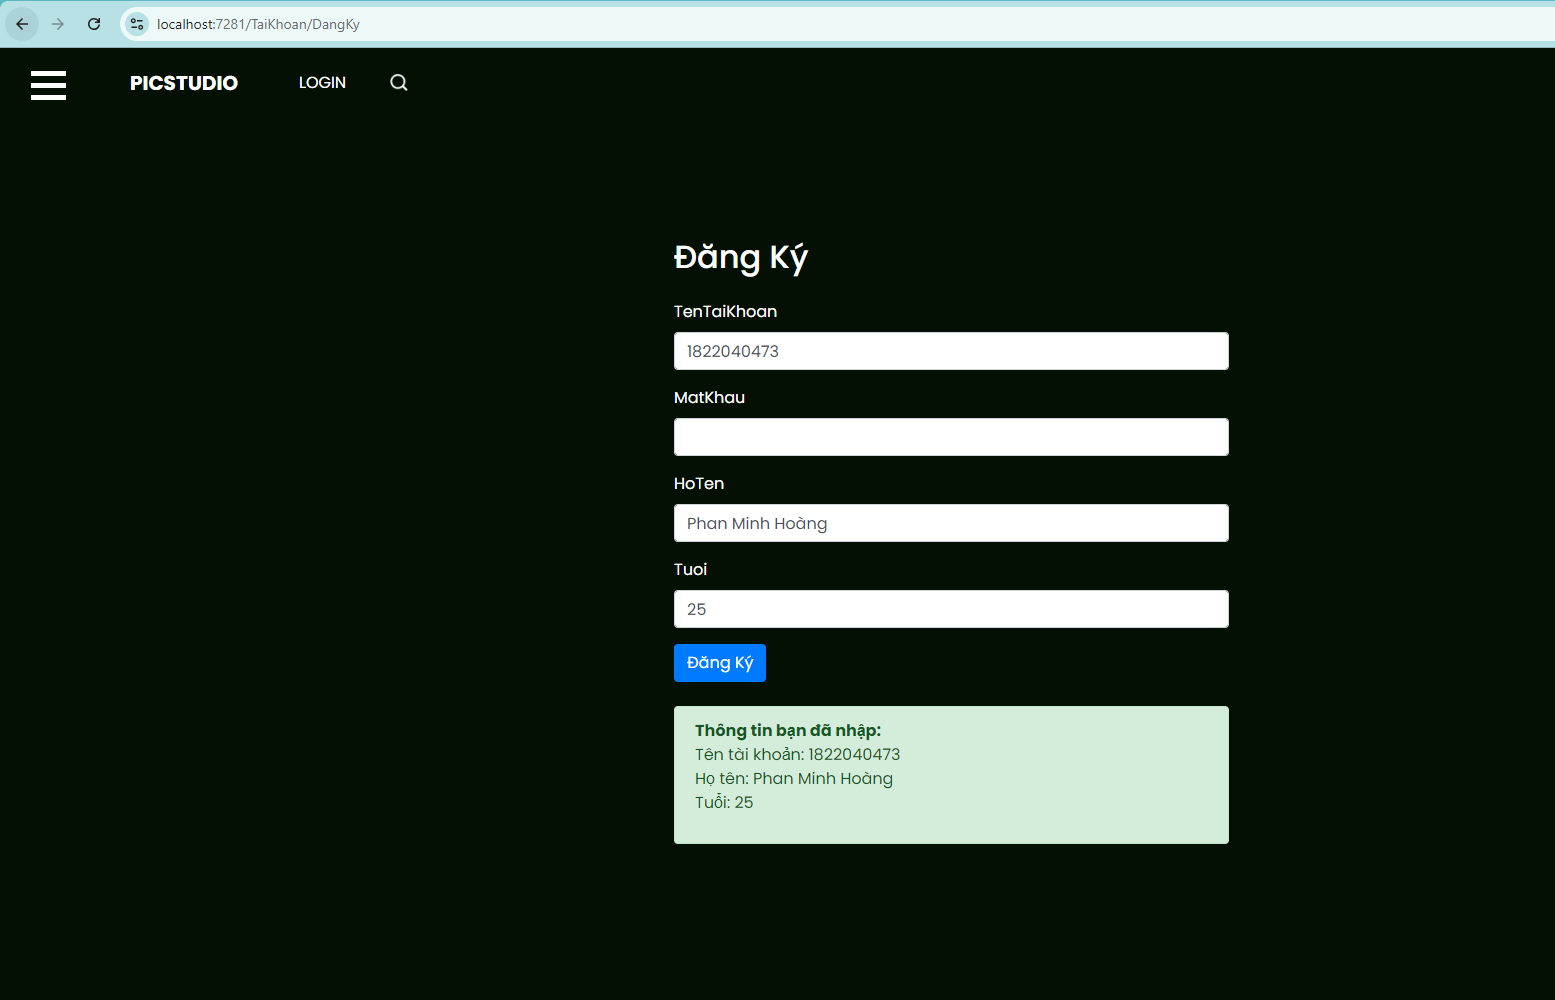 localhost:7281/TaiKhoan/DangKy
PICSTUDIO LOGIN
Đăng Ký
TenTaiKhoan
1822040473
MatKhau
HoTen
Phan Minh Hoàng
Tuoi
25
Đăng Ký
Thông tin bạn đã nhập:
Tên tài khoản: 1822040473
Họ tên: Phan Minh Hoàng
Tuổi: 25